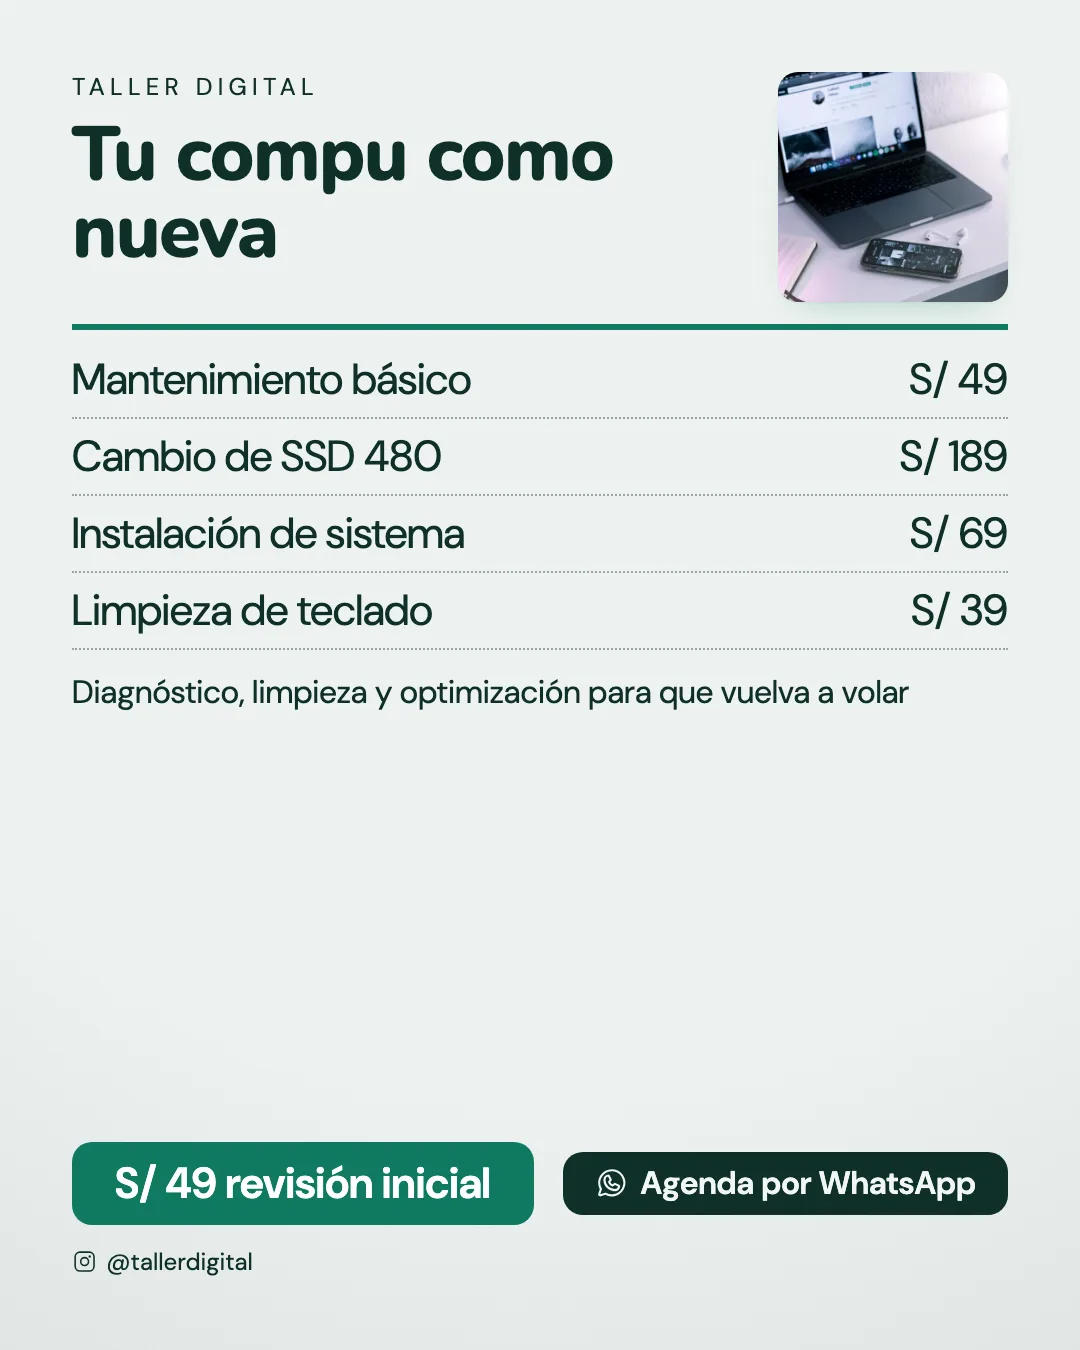 TALLER DIGITAL
Tu compu como
nueva
Mantenimiento básico S/ 49
Cambio de SSD 480 S/ 189
Instalación de sistema S/ 69
Limpieza de teclado S/ 39
Diagnóstico, limpieza y optimización para que vuelva a volar
S/ 49 revisión inicial
Agenda por WhatsApp
@tallerdigital